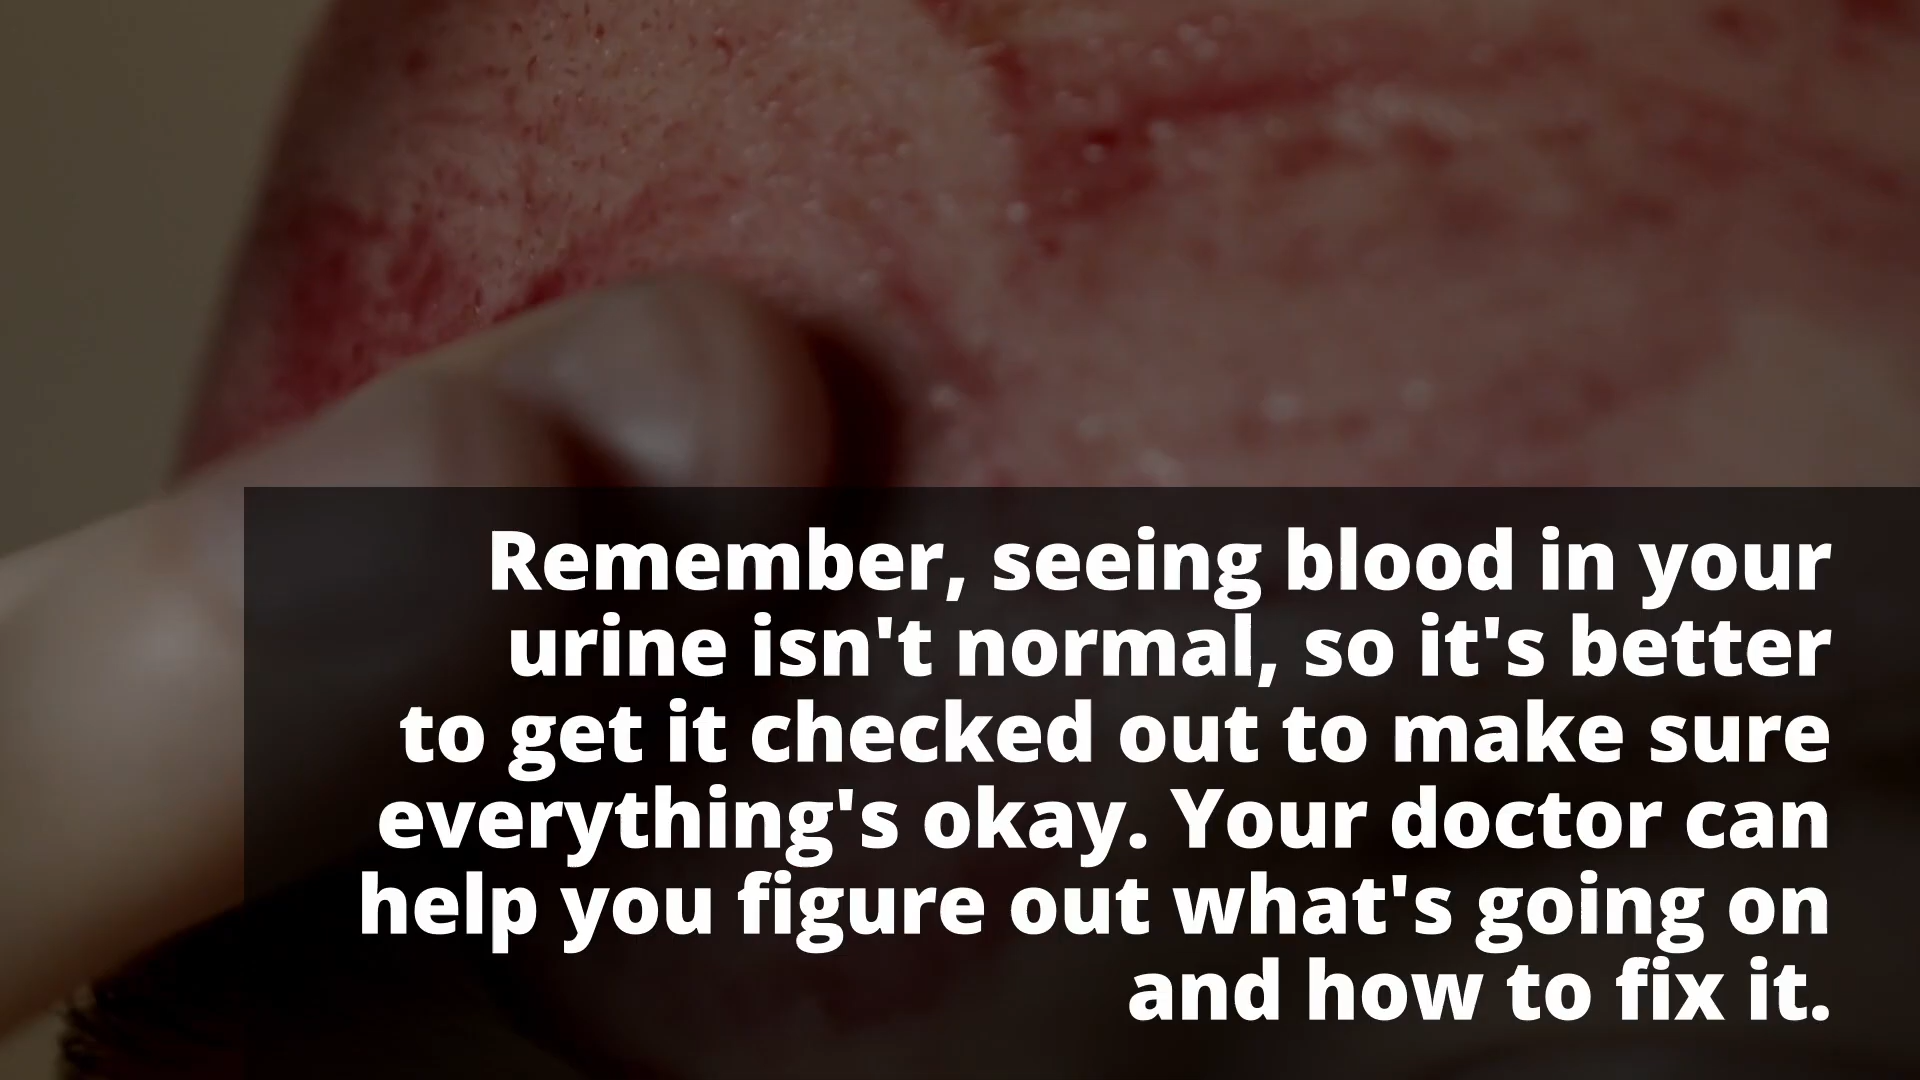 Remember, seeing blood in your
urine isn't normal, so it's better
to get it checked out to make sure
everything's okay. Your doctor can
help you figure out what's going on
and how to fix it.